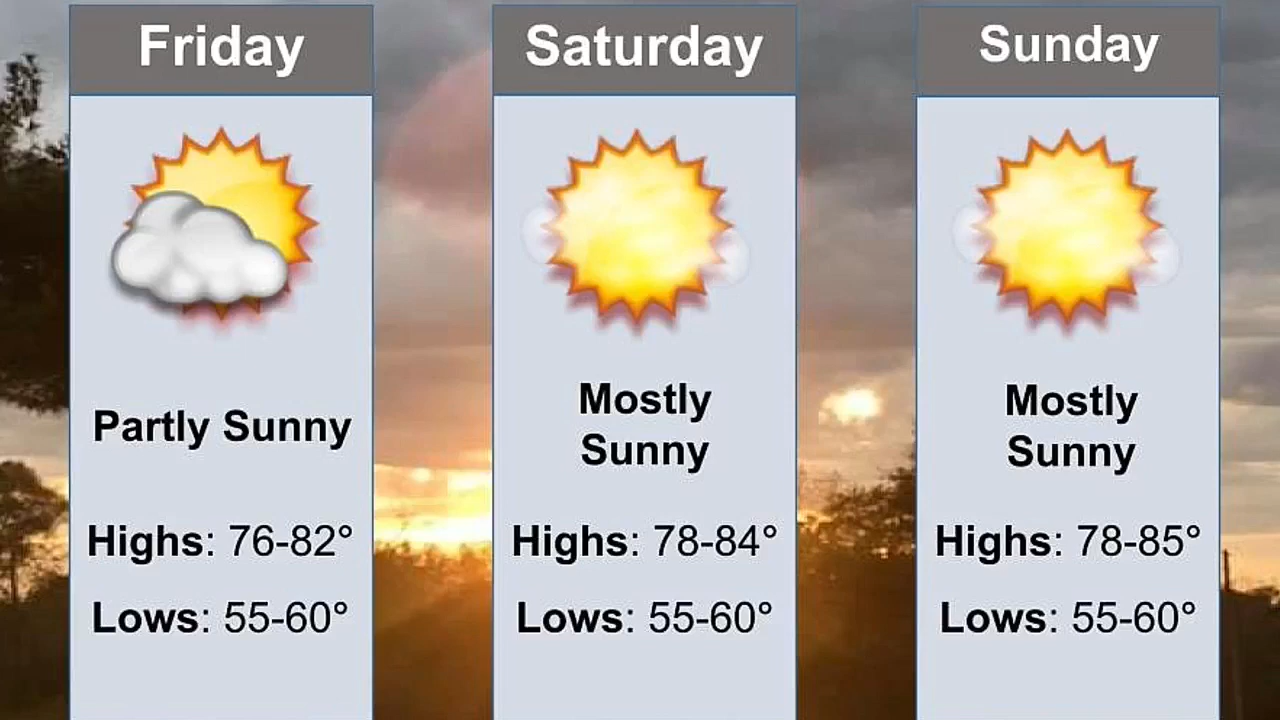 Friday
Partly Sunny
Highs: 76-82°
Lows: 55-60°
Saturday
Mostly
Sunny
Highs: 78-84°
Lows: 55-60°
Sunday
Mostly
Sunny
Highs: 78-85°
Lows: 55-60°